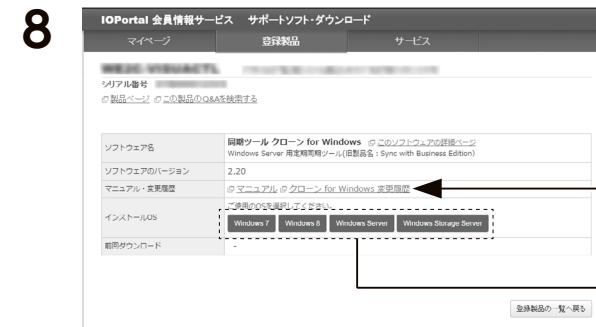 8
IOPortal 会員情報サービス サポートソフト・ダウンロード
マイページ 登録製品 サービス
シリアル番号
製品ページ この製品のQ&Aを検索する
ソフトウェア名 同期ツール クローン for Windows このソフトウェアの詳細ページ
Windows Server 用定期同期ツール(旧製品名：Sync with Business Edition)
ソフトウェアのバージョン 2.20
マニュアル・変更履歴 マニュアル クローン for Windows 変更履歴
ご使用のOSを選択してください。
インストールOS Windows 7 Windows 8 Windows Server Windows Storage Server
前回ダウンロード -
登録製品の一覧へ戻る